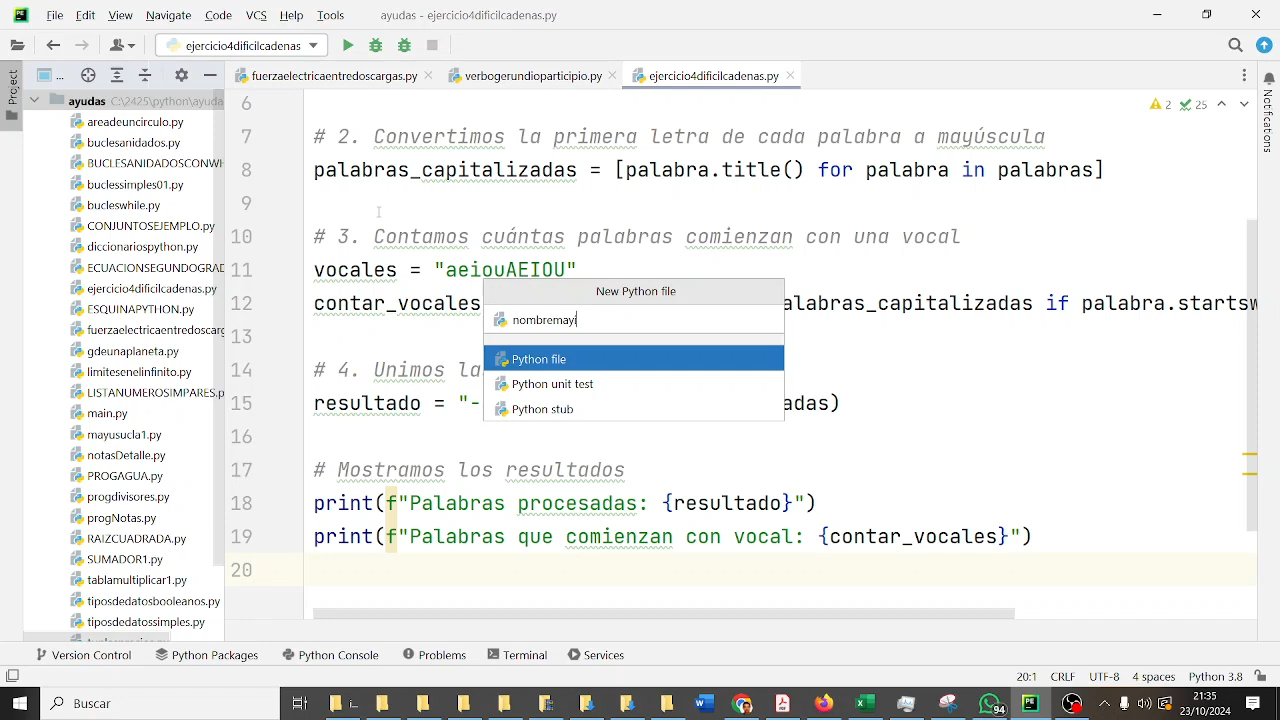 File Edit View Navigate Code VCS Help Tools ayudas - ejercicio4dificilcadenas.py
ejercicio4dificilcadenas
Project
...
fuerzaelectricaentredoscargas.py
verbogerundioparticipio.py
ejercicio4dificilcadenas.py
ayudas C:\2425\python\ayuda
areadeuncirculo.py
buclesanidados.py
BUCLESANIDADOSCONWH
buclessimples01.py
bucleswhile.py
CONJUNTOSEJEMPLO.py
diccionariospython.py
ECUACIONSEGUNDOGRAD
ejercicio4dificilcadenas.py
ESQUINA-PYTHON.py
fuerzaelectricaentredoscarg
gdeunaplaneta.py
limitesenelinfinito.py
LISTANUMEROSIMPARES.p
main.py
mayusucla1.py
notasDetalle.py
PROGAGUA.py
progdivisores.py
progNotas.py
RAIZCUADRADA.py
SUMADOR1.py
tablamultiplicar1.py
tiposdedatosbooleanos.py
tiposdedatossimples.py
6
7 # 2. Convertimos la primera letra de cada palabra a mayúscula
8 palabras_capitalizadas = [palabra.title() for palabra in palabras]
9
10 # 3. Contamos cuántas palabras comienzan con una vocal
11 vocales = "aeiouAEIOU"
12 contar_vocales alabras_capitalizadas if palabra.startsw
13
14 # 4. Unimos la
15 resultado = "- adas)
16
17 # Mostramos los resultados
18 print(f"Palabras procesadas: {resultado}")
19 print(f"Palabras que comienzan con vocal: {contar_vocales}")
20
2 25
Notifications
New Python file
nombremayi
Python file
Python unit test
Python stub
Version Control Python Packages Python Console Problems Terminal Services
20:1 CRLF UTF-8 4 spaces Python 3.8
Buscar
94
21:35
23/10/2024